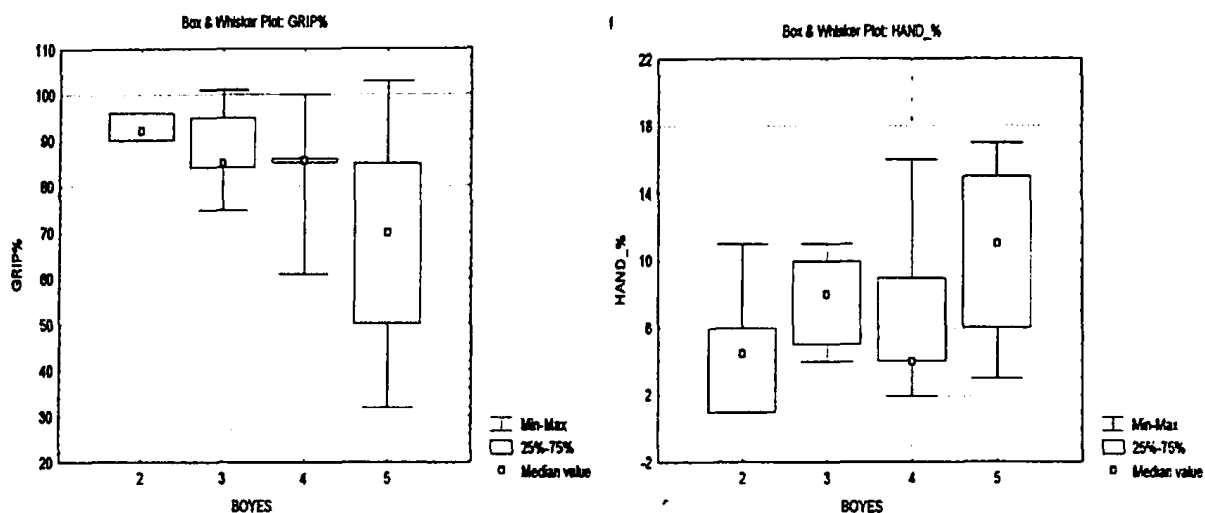 Box & Whisker Plot: GRIP%
110
100
90
80
70
60
50
40
30
20
GRIP%
2
3
4
5
BOYES
Min-Max
25%-75%
Median value
Box & Whisker Plot: HAND_%
22
18
14
10
6
2
-2
HAND_%
2
3
4
5
BOYES
Min-Max
25%-75%
Median value